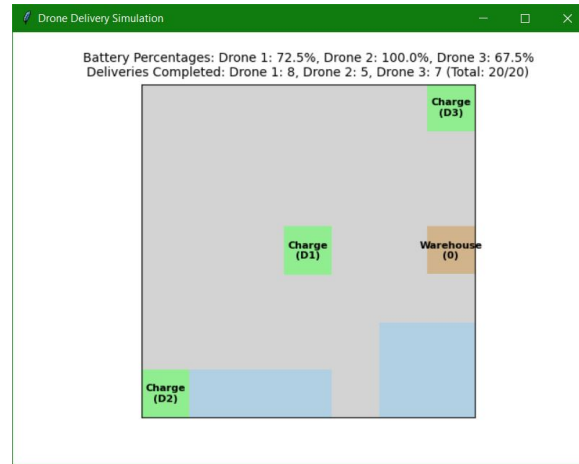 Drone Delivery Simulation
Battery Percentages: Drone 1: 72.5%, Drone 2: 100.0%, Drone 3: 67.5%
Deliveries Completed: Drone 1: 8, Drone 2: 5, Drone 3: 7 (Total: 20/20)
Charge
(D3)
Charge
(D1)
Warehouse
(0)
Charge
(D2)